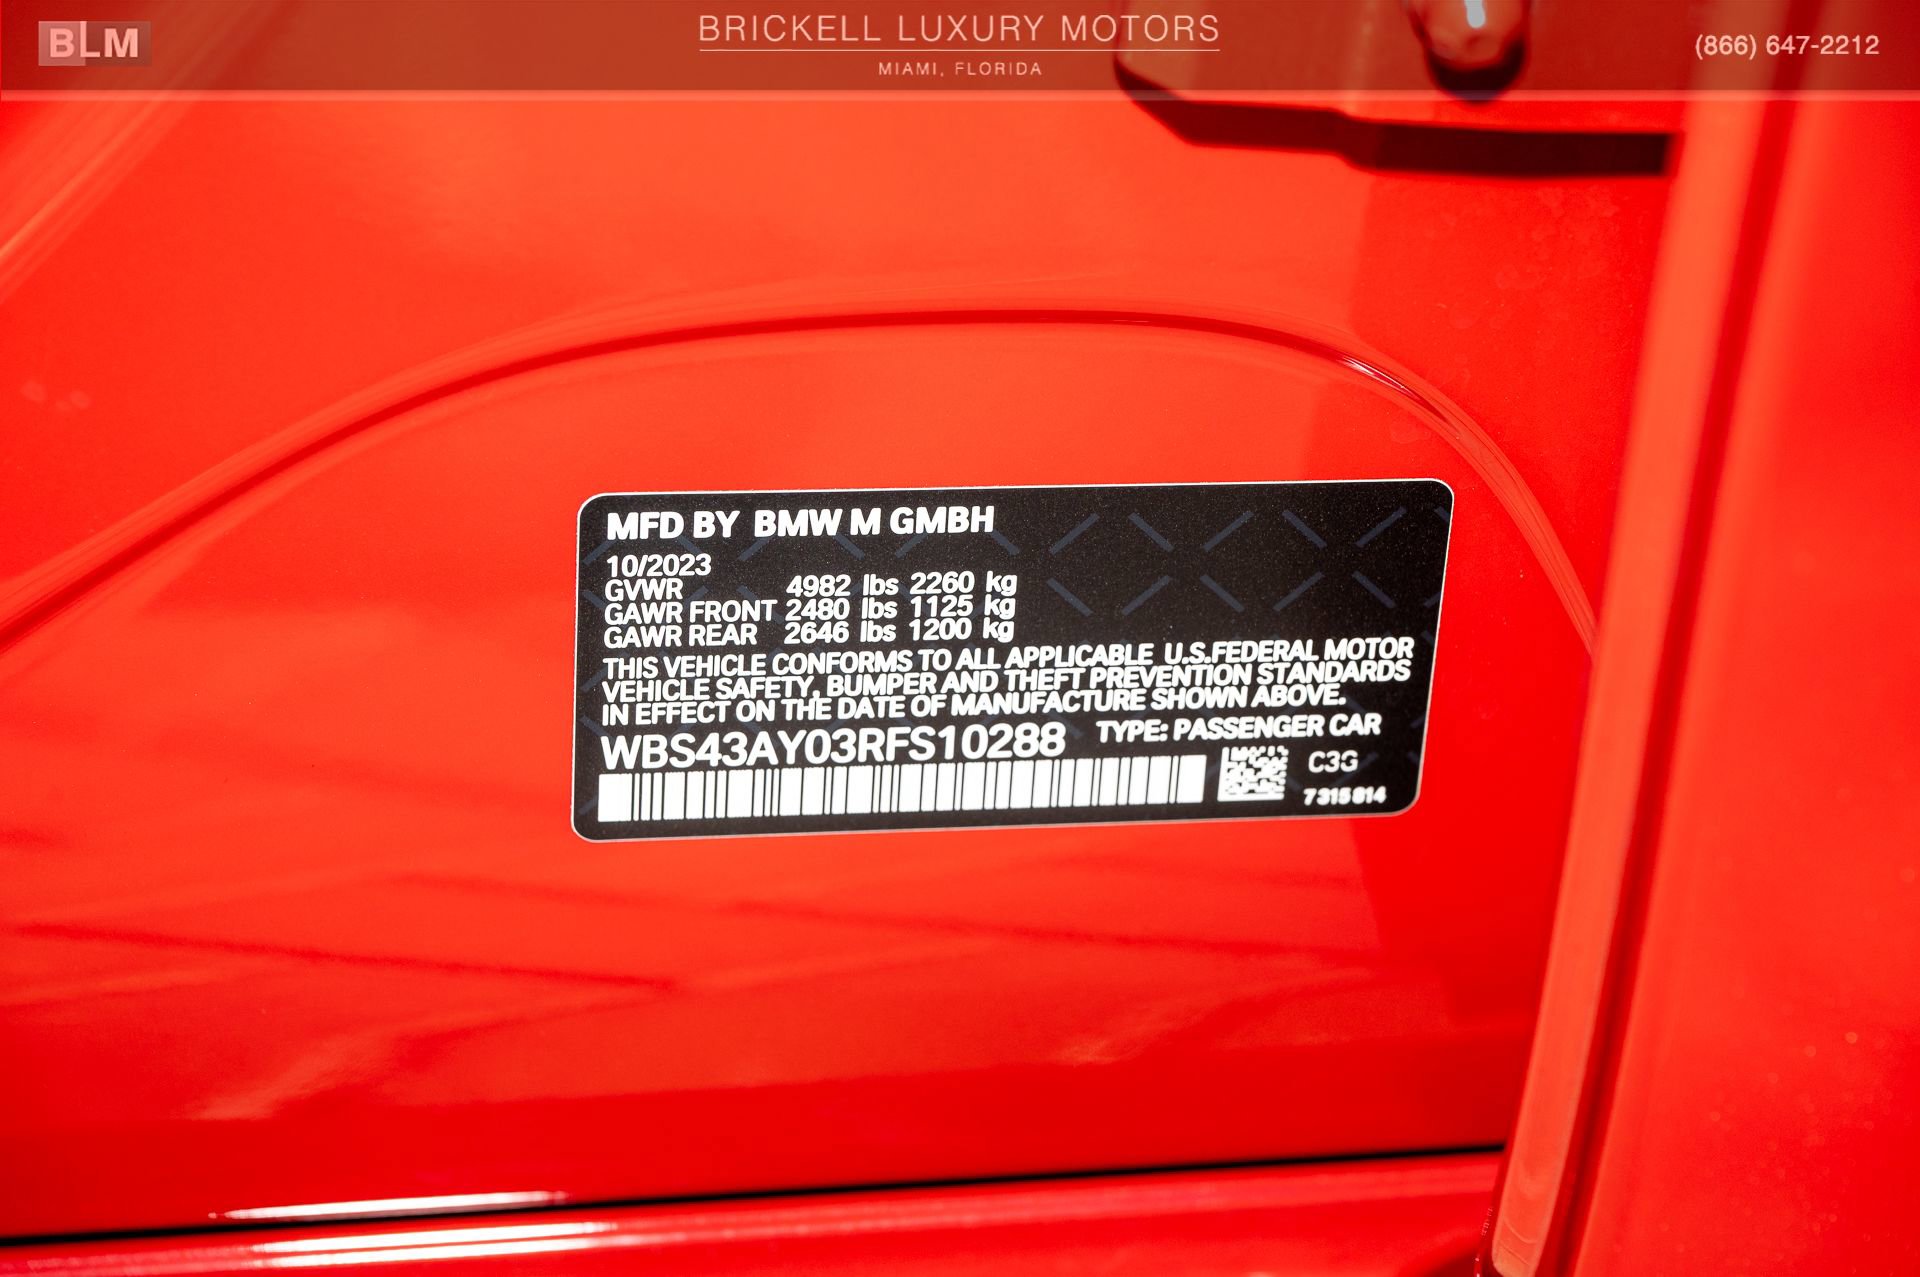 BLM
BRICKELL LUXURY MOTORS
MIAMI, FLORIDA
(866) 647-2212
MFD BY BMW M GMBH
10/2023
GVWR 4982 lbs 2260 kg
GAWR FRONT 2480 lbs 1125 kg
GAWR REAR 2646 lbs 1200 kg
THIS VEHICLE CONFORMS TO ALL APPLICABLE U.S.FEDERAL MOTOR
VEHICLE SAFETY, BUMPER AND THEFT PREVENTION STANDARDS
IN EFFECT ON THE DATE OF MANUFACTURE SHOWN ABOVE.
WBS43AY03RFS10288 TYPE: PASSENGER CAR
C3G
7315814